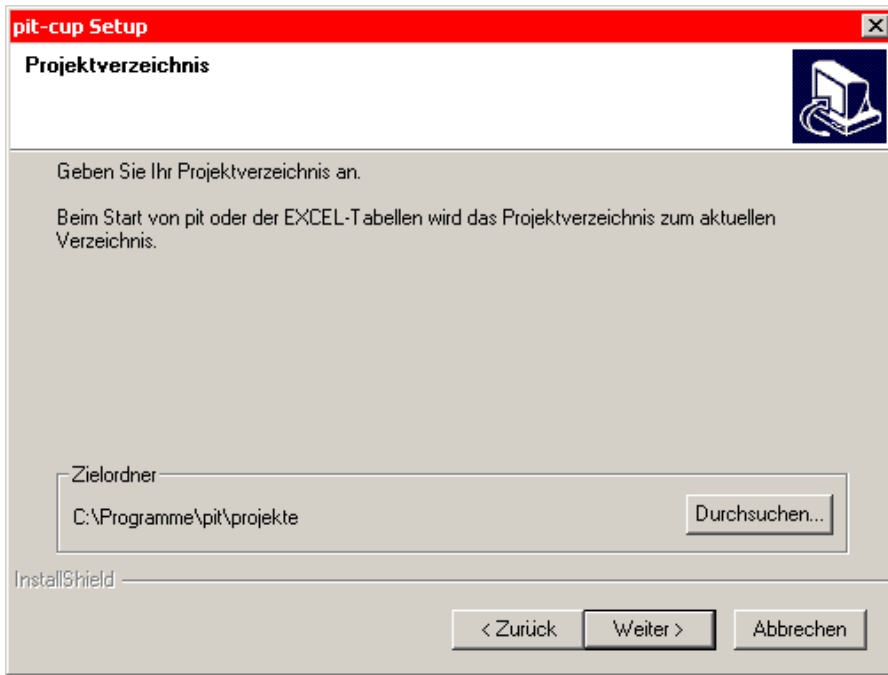 pit-cup Setup
Projektverzeichnis
Geben Sie Ihr Projektverzeichnis an.
Beim Start von pit oder der EXCEL-Tabellen wird das Projektverzeichnis zum aktuellen
Verzeichnis.
Zielordner
C:\Programme\pit\projekte
Durchsuchen...
InstallShield
< Zurück
Weiter >
Abbrechen